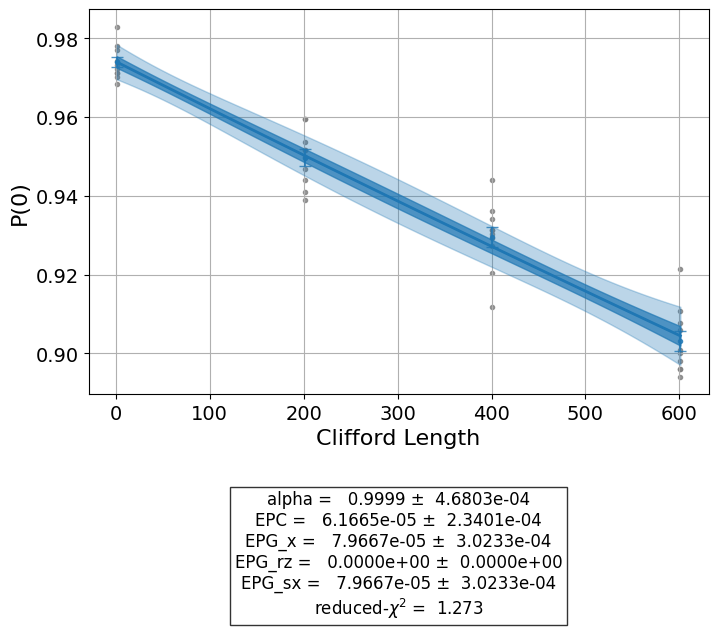 0.98
0.96
0.94
0.92
0.90
P(0)
0 100 200 300 400 500 600
Clifford Length
alpha = 0.9999 ± 4.6803e-04
EPC = 6.1665e-05 ± 2.3401e-04
EPG_x = 7.9667e-05 ± 3.0233e-04
EPG_rz = 0.0000e+00 ± 0.0000e+00
EPG_sx = 7.9667e-05 ± 3.0233e-04
reduced-χ² = 1.273